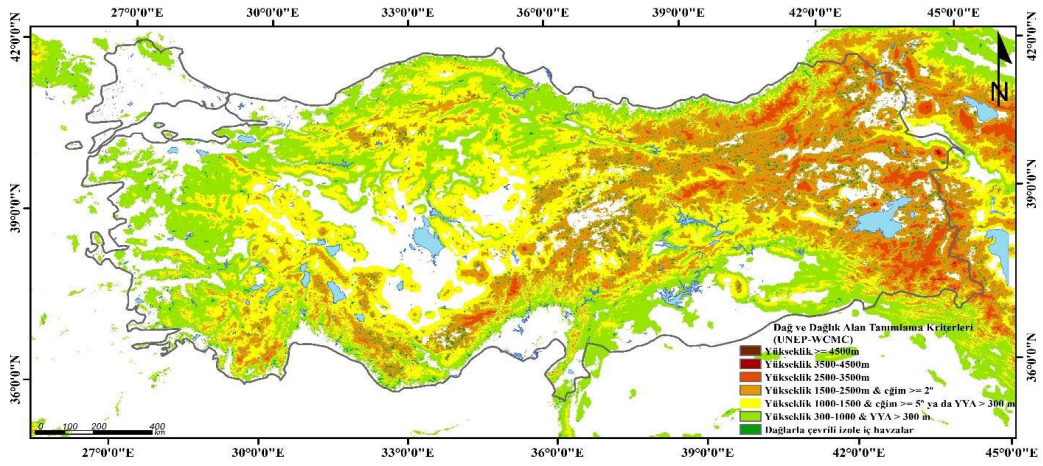 27°0'0"E 30°0'0"E 33°0'0"E 36°0'0"E 39°0'0"E 42°0'0"E 45°0'0"E
42°0'0"N 42°0'0"N
N
39°0'0"N 39°0'0"N
36°0'0"N 36°0'0"N
Dağ ve Dağlık Alan Tanımlama Kriterleri
(UNEP-WCMC)
Yükseklik >= 4500m
Yükseklik 3500-4500m
Yükseklik 2500-3500m
Yükseklik 1500-2500m & eğim >= 2°
Yükseklik 1000-1500 & eğim >= 5° ya da YYA > 300 m
Yükseklik 300-1000 & YYA > 300 m
Dağlarla çevrili izole iç havzalar
0 100 200 400
km
27°0'0"E 30°0'0"E 33°0'0"E 36°0'0"E 39°0'0"E 42°0'0"E 45°0'0"E